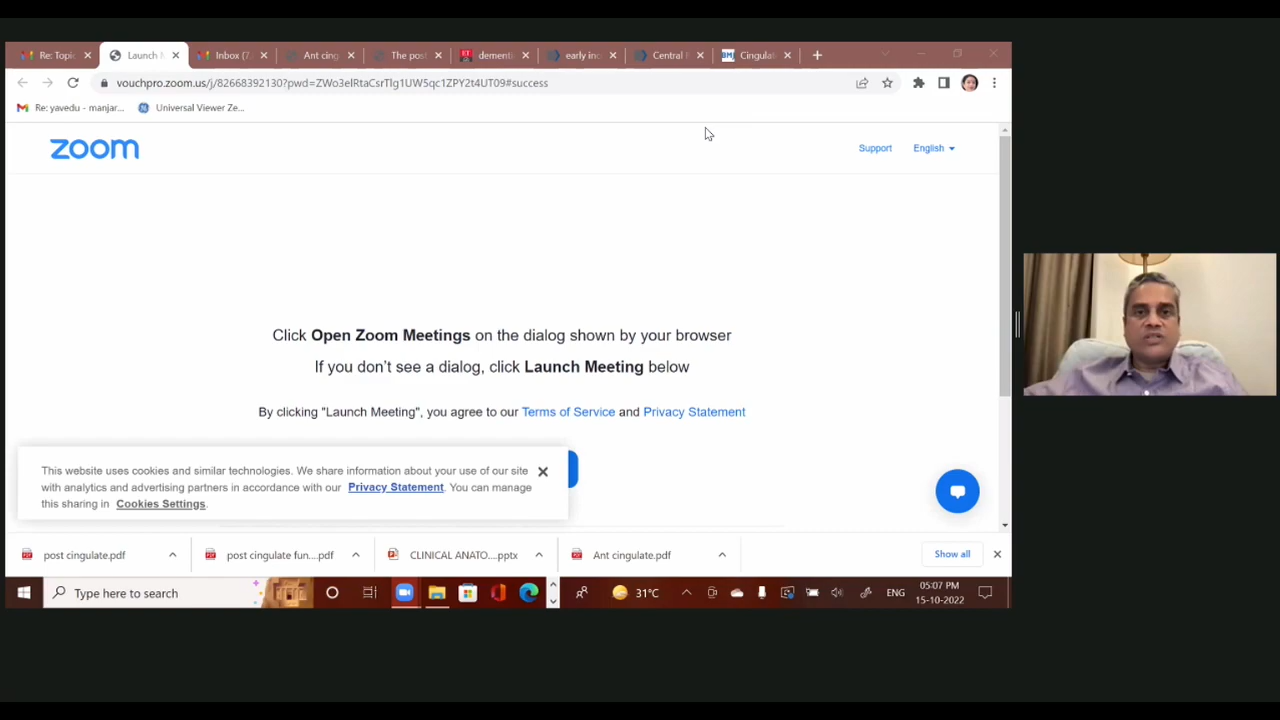 Re: Topic
Launch M
Inbox (7
Ant cing
The post
dementi
early inc
Central
Cingulat
vouchpro.zoom.us/j/82668392130?pwd=ZWo3elRtaCsrTlg1UW5qc1ZPY2t4UT09#success
Re: yavedu - manjar...
Universal Viewer Ze...
zoom
Support
English
Click Open Zoom Meetings on the dialog shown by your browser
If you don't see a dialog, click Launch Meeting below
By clicking "Launch Meeting", you agree to our Terms of Service and Privacy Statement
This website uses cookies and similar technologies. We share information about your use of our site
with analytics and advertising partners in accordance with our Privacy Statement. You can manage
this sharing in Cookies Settings.
post cingulate.pdf
post cingulate fun....pdf
CLINICAL ANATO....pptx
Ant cingulate.pdf
Show all
Type here to search
31°C
ENG
05:07 PM
15-10-2022